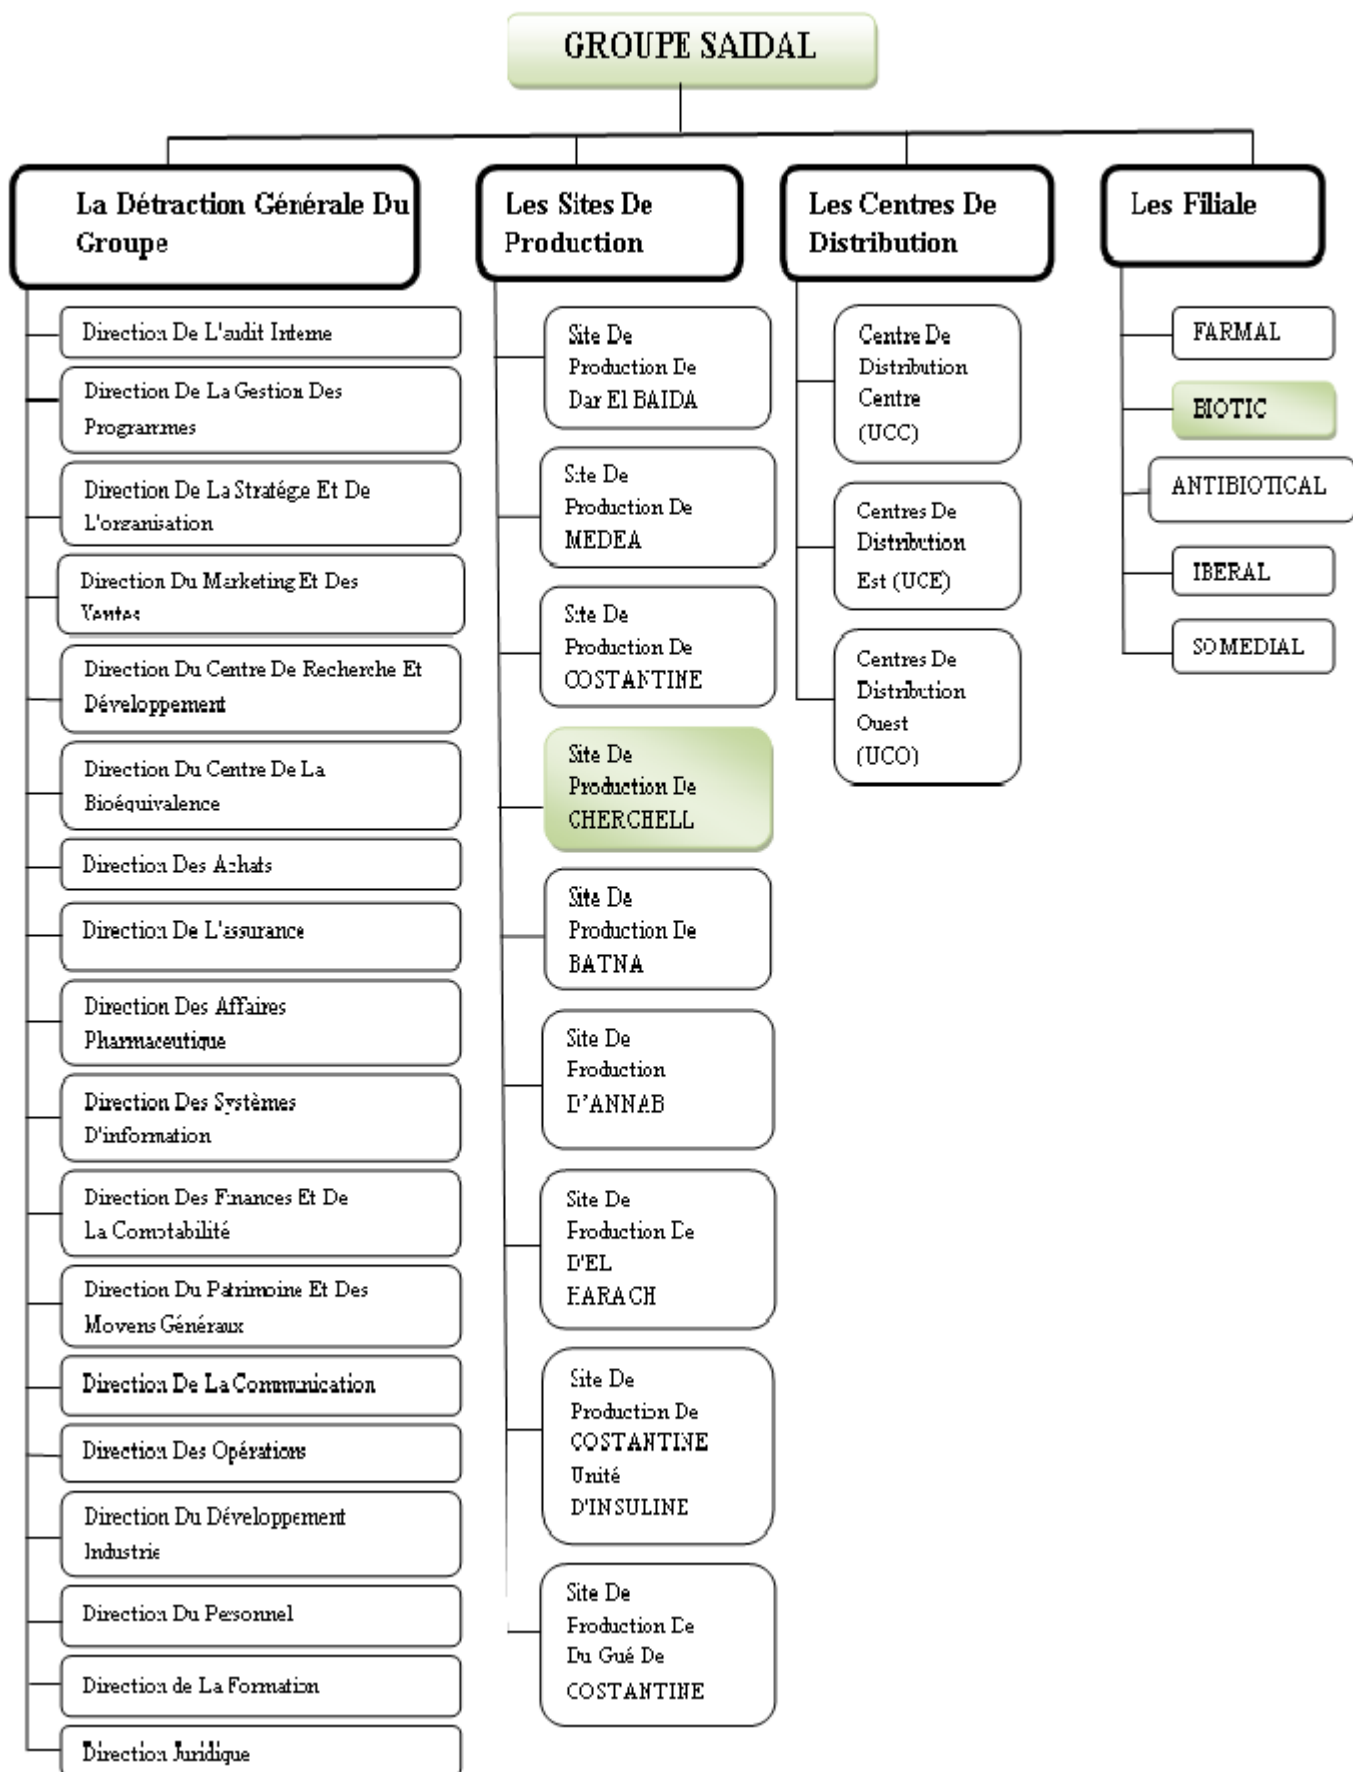 GROUPE SAIDAL
La Détraction Générale Du
Groupe
Direction De L'audit Interne
Direction De La Gestion Des
Programmes
Direction De La Stratégie Et De
L'organisation
Direction Du Marketing Et Des
Ventes
Direction Du Centre De Recherche Et
Développement
Direction Du Centre De La
Bioéquivalence
Direction Des Achats
Direction De L'assurance
Direction Des Affaires
Pharmaceutique
Direction Des Systèmes
D'information
Direction Des Finances Et De
La Comptabilité
Direction Du Patrimoine Et Des
Moyens Généraux
Direction De La Communication
Direction Des Opérations
Direction Du Développement
Industrie
Direction Du Personnel
Direction de La Formation
Direction Juridique
Les Sites De
Production
Site De
Production De
Dar El BAIDA
Site De
Production De
MEDEA
Site De
Production De
COSTANTINE
Site De
Production De
CHERCHELL
Site De
Production De
BATNA
Site De
Production
D'ANNAB
Site De
Production De
D'EL
HARACH
Site De
Production De
COSTANTINE
Unité
D'INSULINE
Site De
Production De
Du Gué De
COSTANTINE
Les Centres De
Distribution
Centre De
Distribution
Centre
(UCC)
Centres De
Distribution
Est (UCE)
Centres De
Distribution
Ouest
(UCO)
Les Filiale
FARMAL
BIOTIC
ANTIBIOTICAL
IBERAL
SOMEDIAL